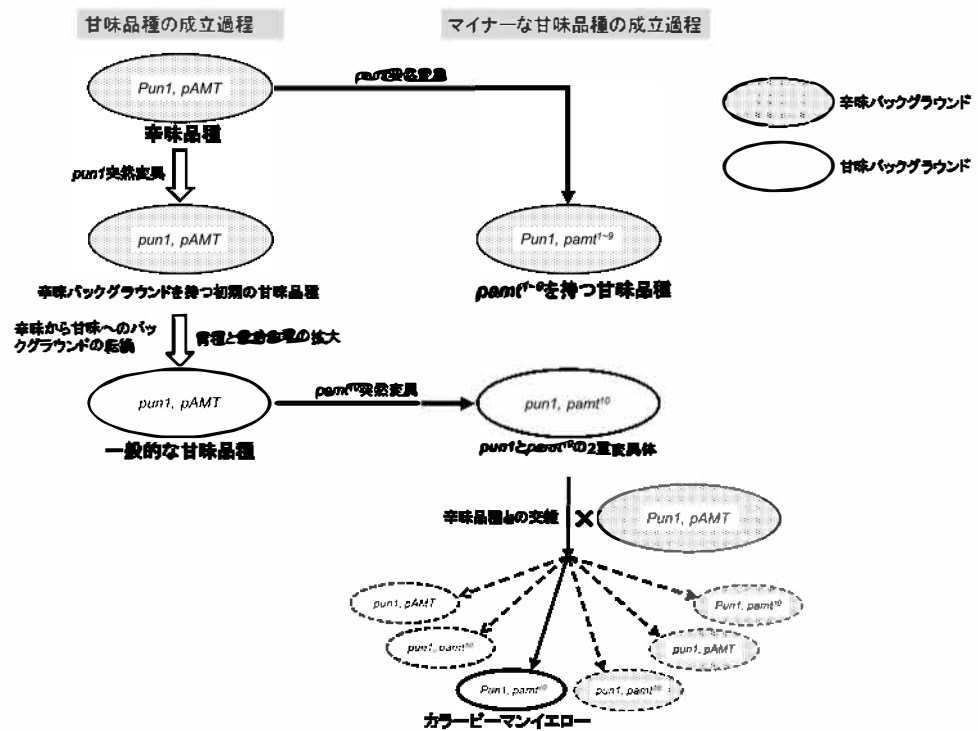 甘味品種の成立過程
マイナーな甘味品種の成立過程
Pun1, pAMT
辛味品種
pamt突然変異
辛味バックグラウンド
甘味バックグラウンド
pun1突然変異
pun1, pAMT
辛味バックグラウンドを持つ初期の甘味品種
Pun1, pamt¹⁻⁹
pamt¹⁻⁹を持つ甘味品種
辛味から甘味へのバッ
クグラウンドの転換
育種と栽培の拡大
pun1, pAMT
一般的な甘味品種
pamt¹⁰突然変異
pun1, pamt¹⁰
pun1とpamt¹⁰の2重変異体
辛味品種との交雑
×
Pun1, pAMT
pun1, pAMT
Pun1, pamt¹⁰
pun1, pamt¹⁰
pun1, pAMT
Pun1, pamt¹⁰
pun1, pamt¹⁰
カラーピーマンイエロー